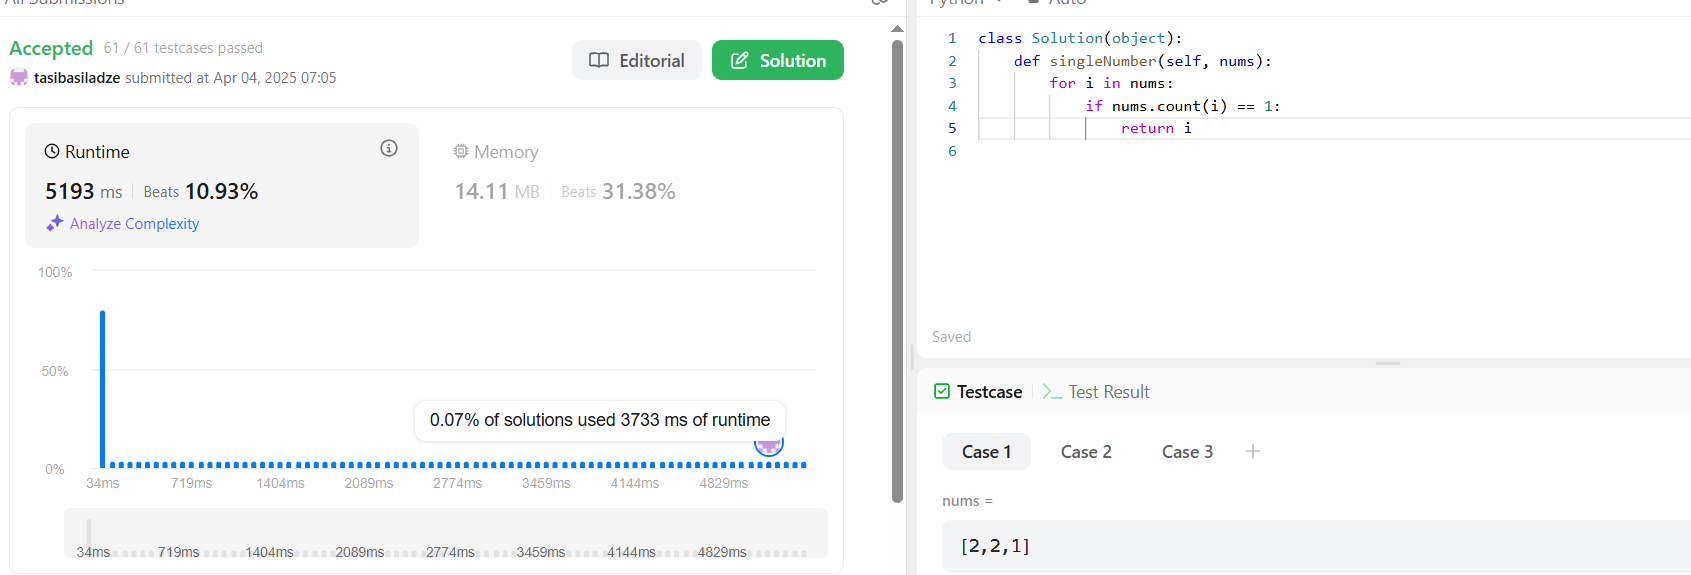 All Submissions
Accepted 61 / 61 testcases passed
tasibasiladze submitted at Apr 04, 2025 07:05
Editorial
Solution
Runtime
5193 ms Beats 10.93%
Analyze Complexity
Memory
14.11 MB Beats 31.38%
100%
50%
0%
0.07% of solutions used 3733 ms of runtime
34ms 719ms 1404ms 2089ms 2774ms 3459ms 4144ms 4829ms
34ms 719ms 1404ms 2089ms 2774ms 3459ms 4144ms 4829ms
Python Auto
1 class Solution(object):
2 def singleNumber(self, nums):
3 for i in nums:
4 if nums.count(i) == 1:
5 return i
6
Saved
Testcase Test Result
Case 1 Case 2 Case 3 +
nums =
[2,2,1]